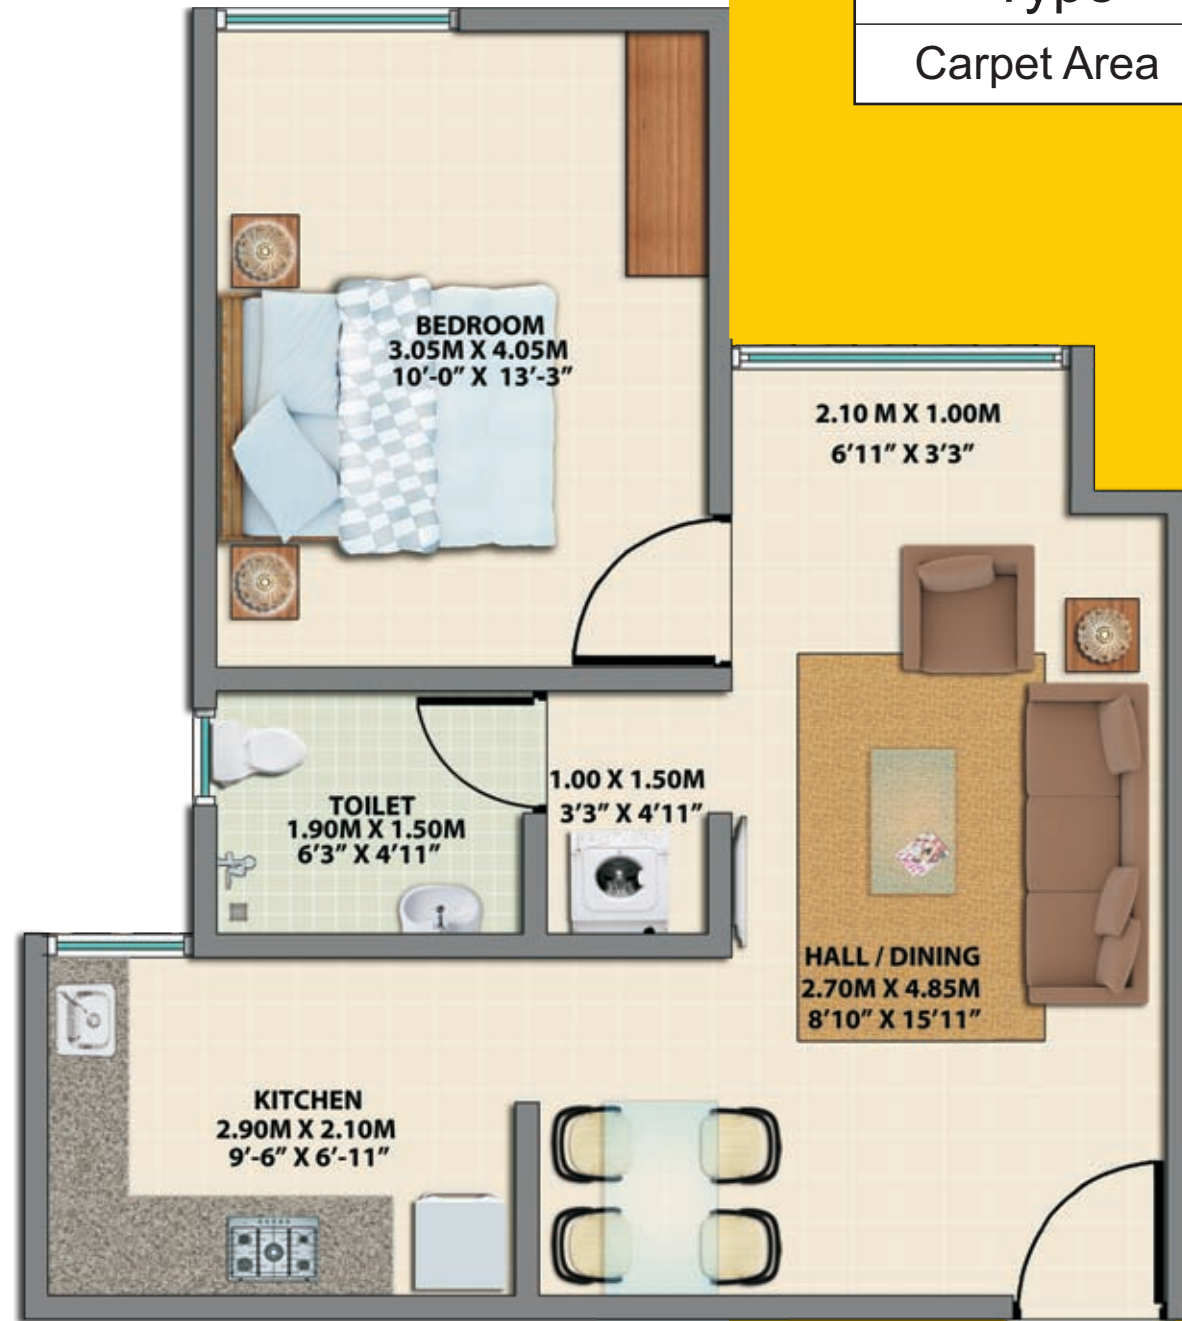 Type
Carpet Area
BEDROOM
3.05M X 4.05M
10’-0” X 13’-3”
2.10 M X 1.00M
6’11” X 3’3”
1.00 X 1.50M
3’3” X 4’11”
TOILET
1.90M X 1.50M
6’3” X 4’11”
HALL / DINING
2.70M X 4.85M
8’10” X 15’11”
KITCHEN
2.90M X 2.10M
9’-6” X 6’-11”